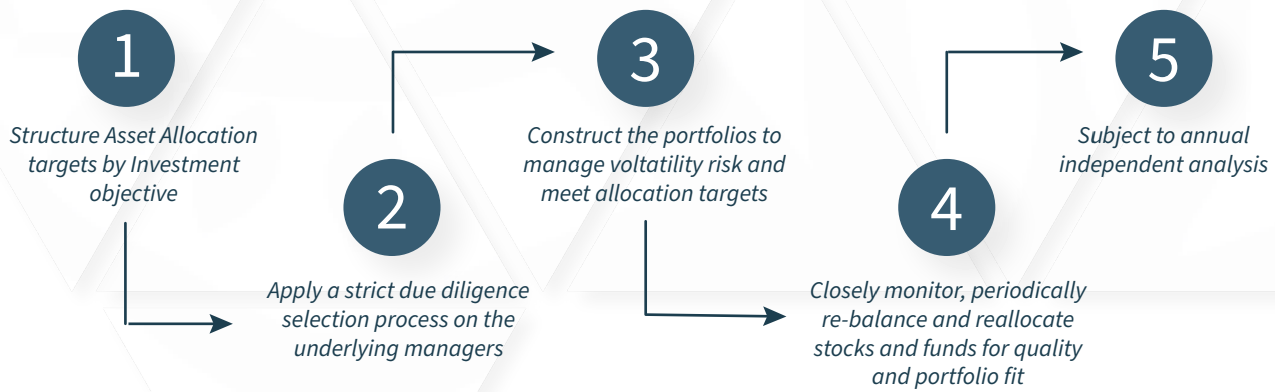 1
Structure Asset Allocation
targets by Investment
objective
2
Apply a strict due diligence
selection process on the
underlying managers
3
Construct the portfolios to
manage voltatility risk and
meet allocation targets
4
Closely monitor, periodically
re-balance and reallocate
stocks and funds for quality
and portfolio fit
5
Subject to annual
independent analysis